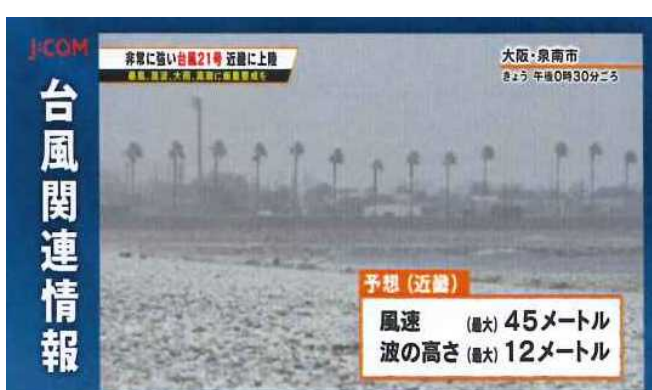 J:COM
台風関連情報
非常に強い台風21号 近畿に上陸
暴風、高波、大雨、高潮に厳重警戒を
大阪・泉南市
きょう 午後0時30分ごろ
予想（近畿）
風速 (最大) 45メートル
波の高さ (最大) 12メートル